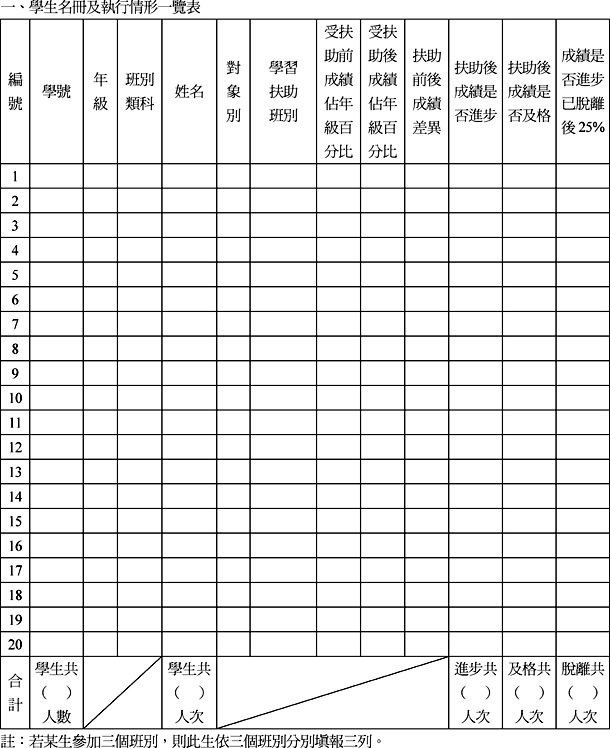 一、學生名冊及執行情形一覽表
編號
學號
年級
班別
類科
姓名
對象別
學習
扶助
班別
受扶
助前
成績
佔年
級百
分比
受扶
助後
成績
佔年
級百
分比
扶助
前後
成績
差異
扶助後
成績是
否進步
扶助後
成績是
否及格
成績是
否進步
已脫離
後 25%
1
2
3
4
5
6
7
8
9
10
11
12
13
14
15
16
17
18
19
20
合計
學生共
( )
人數
學生共
( )
人次
進步共
( )
人次
及格共
( )
人次
脫離共
( )
人次
註：若某生參加三個班別，則此生依三個班別分別填報三列。